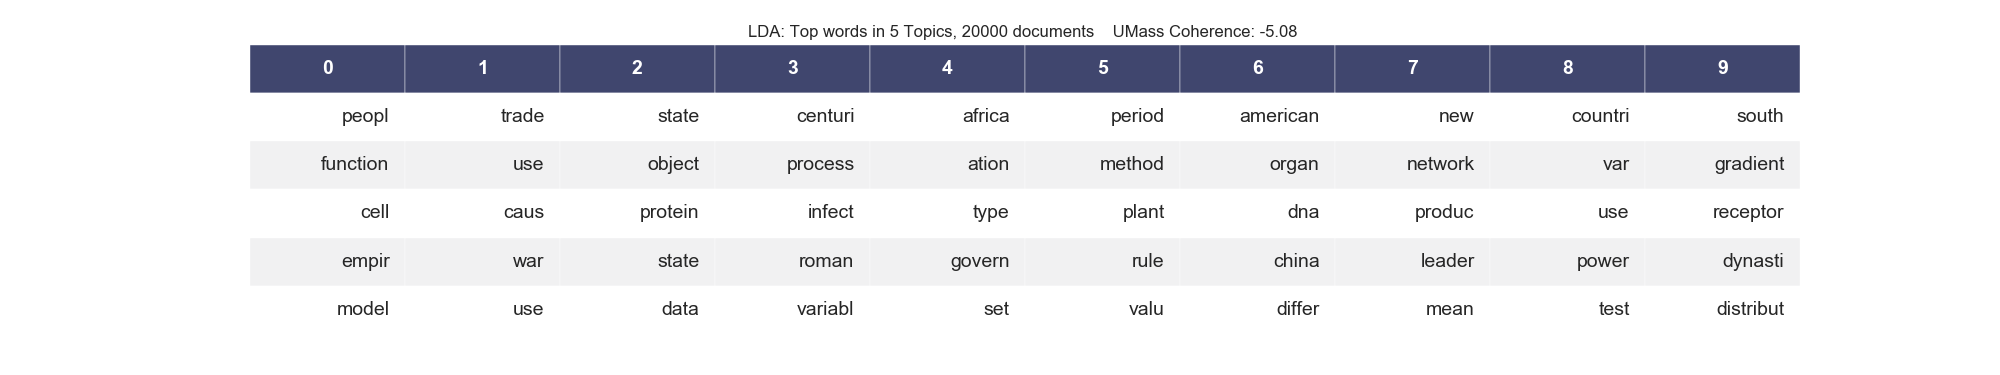 LDA: Top words in 5 Topics, 20000 documents    UMass Coherence: -5.08
0 1 2 3 4 5 6 7 8 9
peopl trade state centuri africa period american new countri south
function use object process ation method organ network var gradient
cell caus protein infect type plant dna produc use receptor
empir war state roman govern rule china leader power dynasti
model use data variabl set valu differ mean test distribut